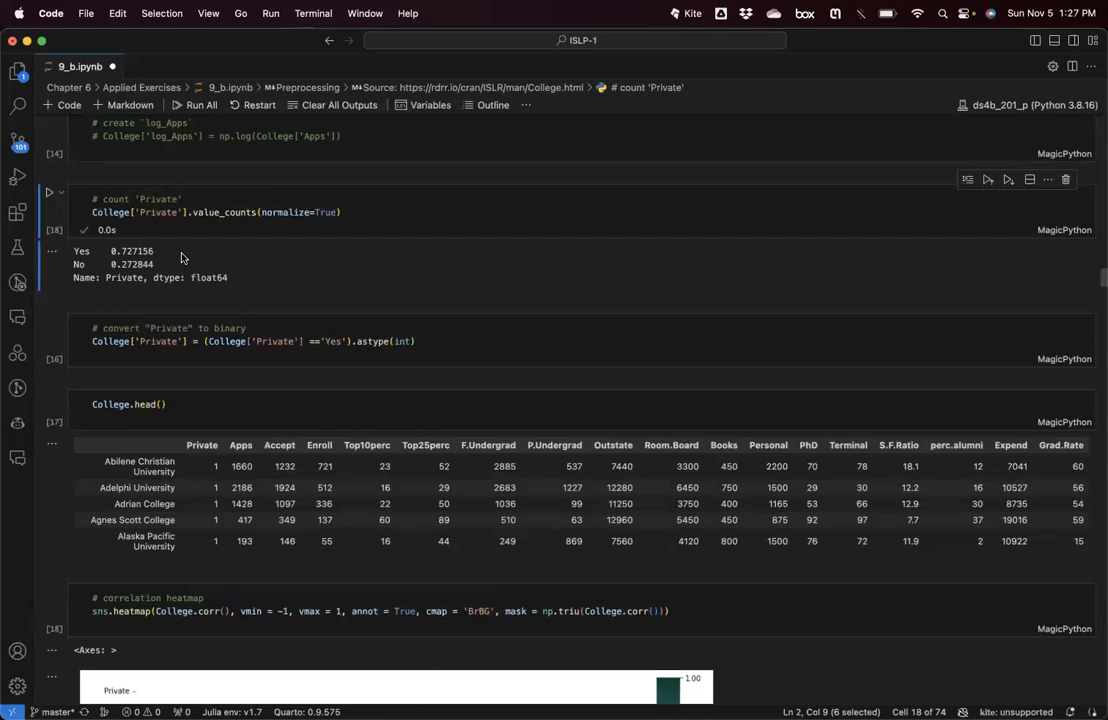 Code File Edit Selection View Go Run Terminal Window Help Kite box Sun Nov 5 1:27 PM
ISLP-1
9_b.ipynb
Chapter 6 > Applied Exercises > 9_b.ipynb > Preprocessing > Source: https://rdrr.io/cran/ISLR/man/College.html > # count 'Private'
+ Code + Markdown Run All Restart Clear All Outputs Variables Outline ... ds4b_201_p (Python 3.8.16)
1
# create `log_Apps`
# College['log_Apps'] = np.log(College['Apps'])
101
[14] MagicPython
# count 'Private'
College['Private'].value_counts(normalize=True)
[18] 0.0s MagicPython
... Yes 0.727156
No 0.272844
Name: Private, dtype: float64
# convert "Private" to binary
College['Private'] = (College['Private'] =='Yes').astype(int)
[16] MagicPython
College.head()
[17] MagicPython
...
Private Apps Accept Enroll Top10perc Top25perc F.Undergrad P.Undergrad Outstate Room.Board Books Personal PhD Terminal S.F.Ratio perc.alumni Expend Grad.Rate
Abilene Christian University 1 1660 1232 721 23 52 2885 537 7440 3300 450 2200 70 78 18.1 12 7041 60
Adelphi University 1 2186 1924 512 16 29 2683 1227 12280 6450 750 1500 29 30 12.2 16 10527 56
Adrian College 1 1428 1097 336 22 50 1036 99 11250 3750 400 1165 53 66 12.9 30 8735 54
Agnes Scott College 1 417 349 137 60 89 510 63 12960 5450 450 875 92 97 7.7 37 19016 59
Alaska Pacific University 1 193 146 55 16 44 249 869 7560 4120 800 1500 76 72 11.9 2 10922 15
# correlation heatmap
sns.heatmap(College.corr(), vmin = -1, vmax = 1, annot = True, cmap = 'BrBG', mask = np.triu(College.corr()))
[18] MagicPython
... <Axes: >
...
Private - 1.00
master* 0 0 0 Julia env: v1.7 Quarto: 0.9.575 Ln 2, Col 9 (6 selected) Cell 18 of 74 kite: unsupported